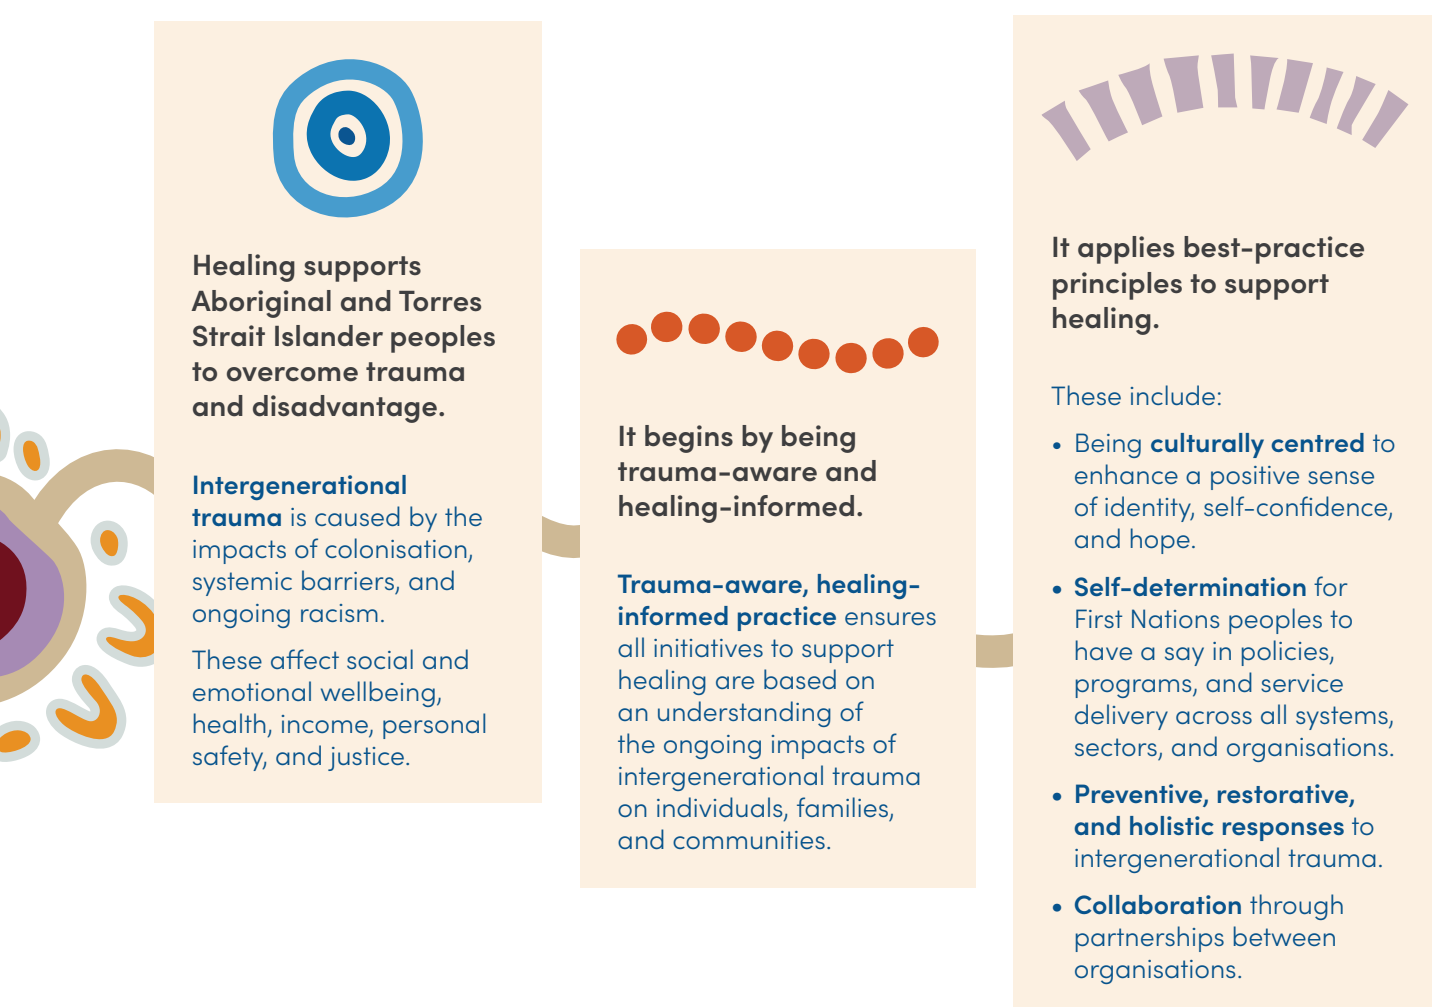 Healing supports
Aboriginal and Torres
Strait Islander peoples
to overcome trauma
and disadvantage.
Intergenerational
trauma is caused by the
impacts of colonisation,
systemic barriers, and
ongoing racism.
These affect social and
emotional wellbeing,
health, income, personal
safety, and justice.
It begins by being
trauma-aware and
healing-informed.
Trauma-aware, healing-
informed practice ensures
all initiatives to support
healing are based on
an understanding of
the ongoing impacts of
intergenerational trauma
on individuals, families,
and communities.
It applies best-practice
principles to support
healing.
These include:
• Being culturally centred to
enhance a positive sense
of identity, self-confidence,
and hope.
• Self-determination for
First Nations peoples to
have a say in policies,
programs, and service
delivery across all systems,
sectors, and organisations.
• Preventive, restorative,
and holistic responses to
intergenerational trauma.
• Collaboration through
partnerships between
organisations.